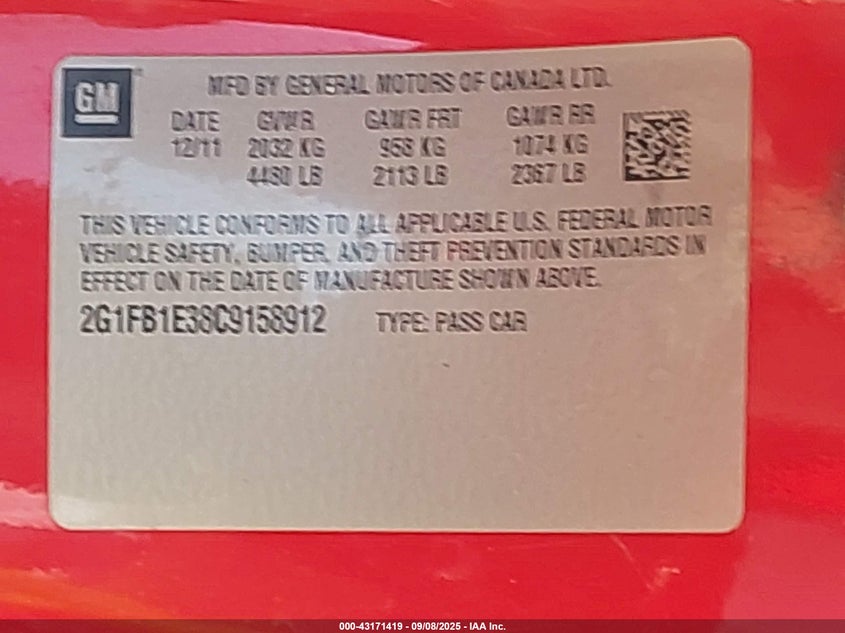 GM
MFD BY GENERAL MOTORS OF CANADA LTD.
DATE GVWR GAWR FRT GAWR RR
12/11 2032 KG 958 KG 1074 KG
4480 LB 2113 LB 2367 LB
THIS VEHICLE CONFORMS TO ALL APPLICABLE U.S. FEDERAL MOTOR
VEHICLE SAFETY, BUMPER, AND THEFT PREVENTION STANDARDS IN
EFFECT ON THE DATE OF MANUFACTURE SHOWN ABOVE.
2G1FB1E38C9158912 TYPE: PASS CAR
000-43171419 - 09/08/2025 - IAA Inc.